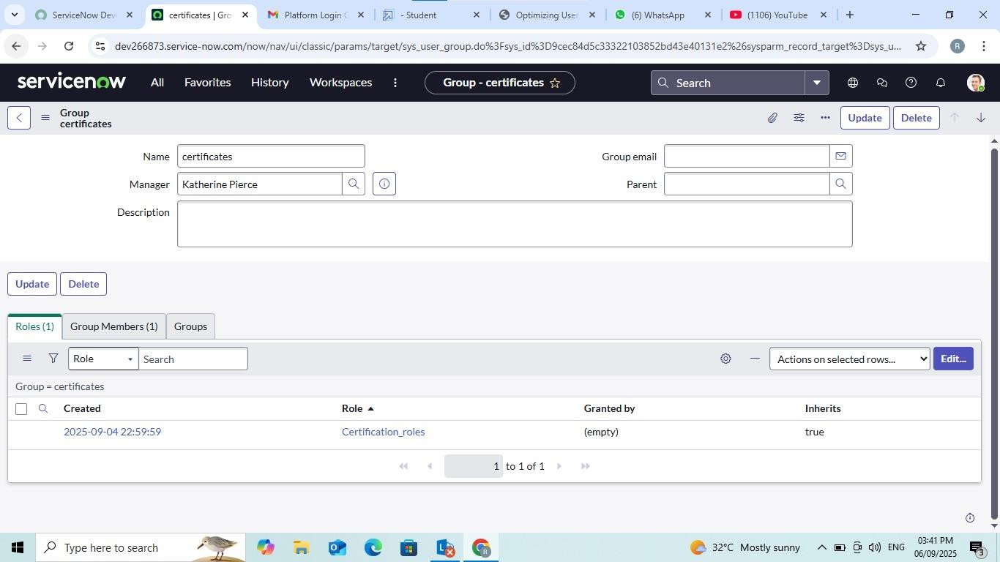 ServiceNow Dev
certificates | Gro
Platform Login C
- Student
Optimizing User
(6) WhatsApp
(1106) YouTube
dev266873.service-now.com/now/nav/ui/classic/params/target/sys_user_group.do%3Fsys_id%3D9cec84d5c33322103852bd43e40131e2%26sysparm_record_target%3Dsys_u...
R
servicenow
All
Favorites
History
Workspaces
Group - certificates
Search
Group
certificates
Update
Delete
Name
certificates
Group email
Manager
Katherine Pierce
Parent
Description
Update
Delete
Roles (1)
Group Members (1)
Groups
Role
Search
Actions on selected rows...
Edit...
Group = certificates
Created
Role
Granted by
Inherits
2025-09-04 22:59:59
Certification_roles
(empty)
true
1 to 1 of 1
Type here to search
32°C Mostly sunny
ENG
03:41 PM
06/09/2025
3